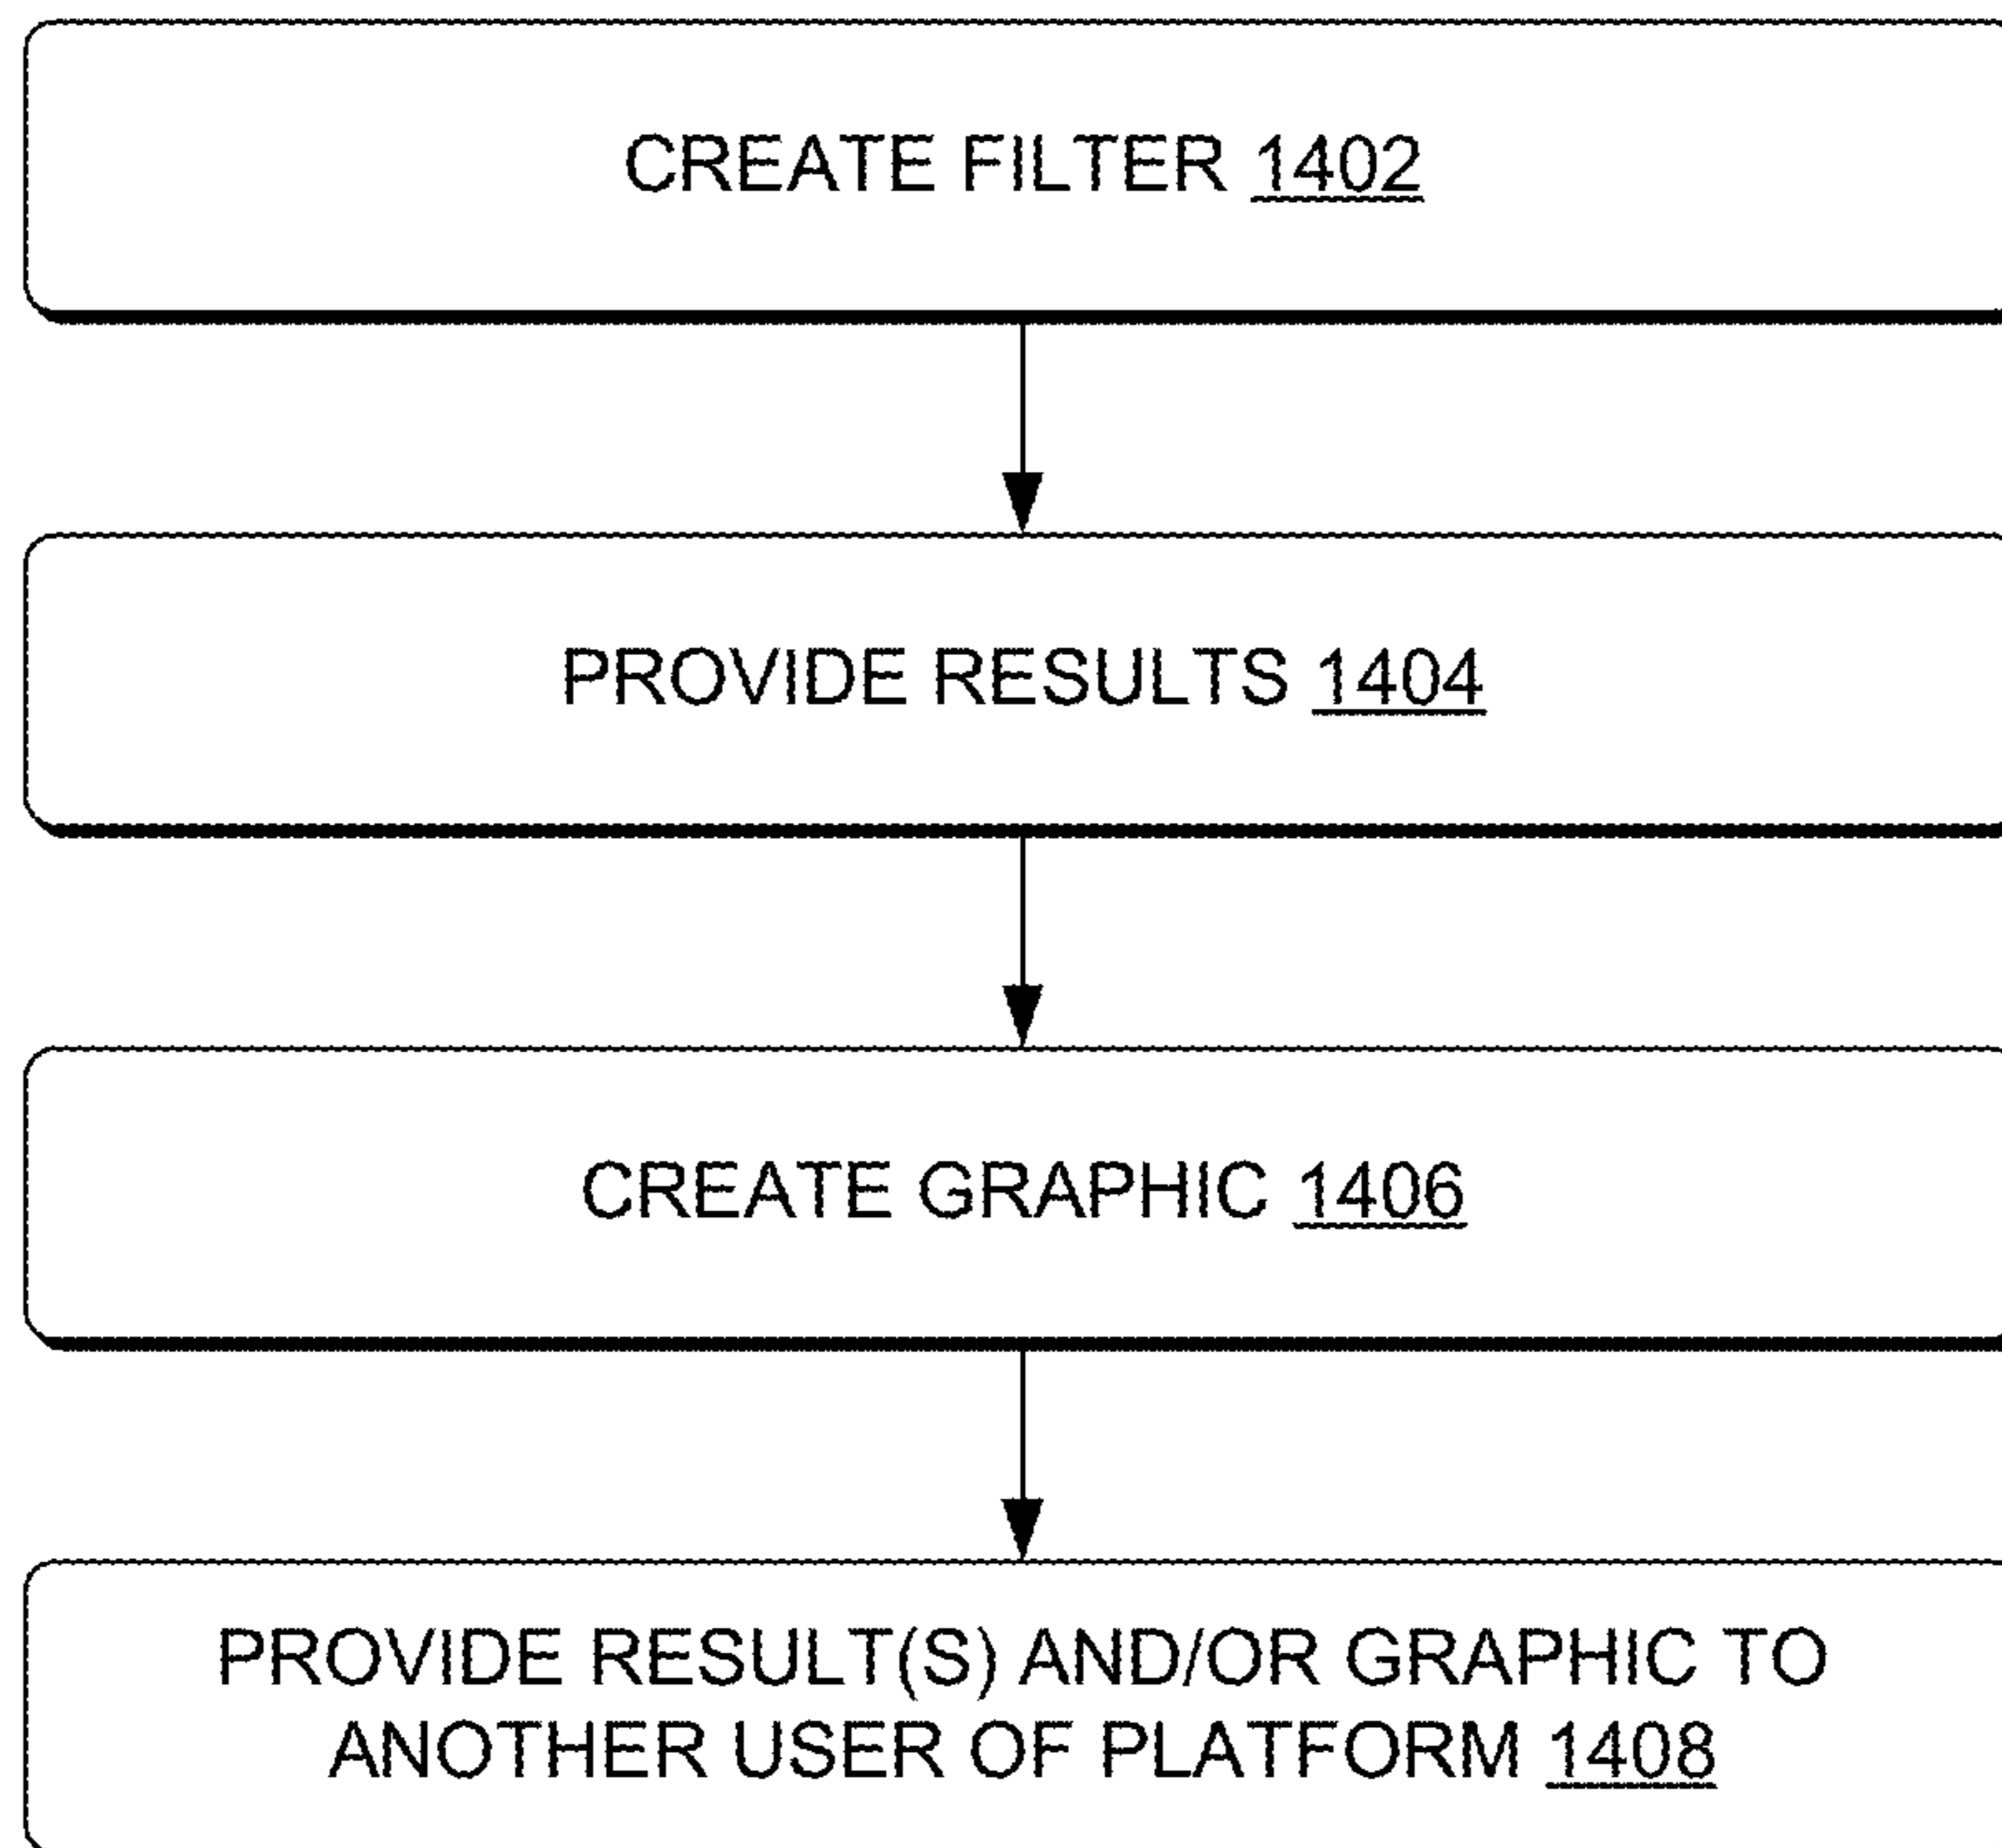 CREATE FILTER 1402
PROVIDE RESULTS 1404
CREATE GRAPHIC 1406
PROVIDE RESULT(S) AND/OR GRAPHIC TO
ANOTHER USER OF PLATFORM 1408